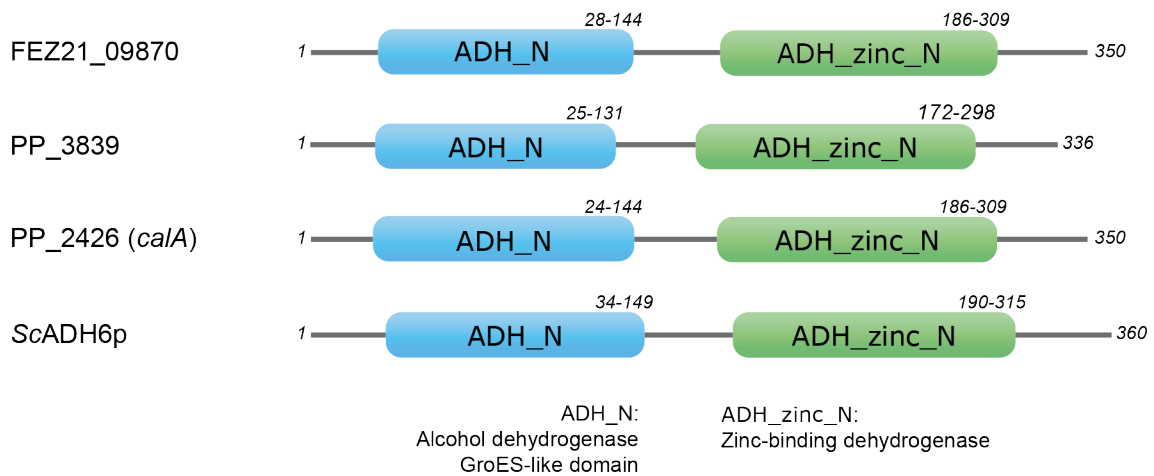 28-144 186-309
FEZ21_09870 1 ADH_N ADH_zinc_N 350
25-131 172-298
PP_3839 1 ADH_N ADH_zinc_N 336
24-144 186-309
PP_2426 (calA) 1 ADH_N ADH_zinc_N 350
34-149 190-315
ScADH6p 1 ADH_N ADH_zinc_N 360
ADH_N:
Alcohol dehydrogenase
GroES-like domain
ADH_zinc_N:
Zinc-binding dehydrogenase